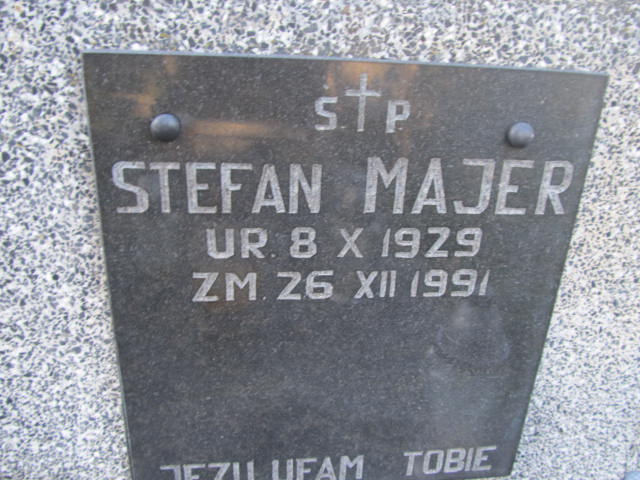 S P
STEFAN MAJER
UR. 8 X 1929
ZM. 26 XII 1991
JEZU UFAM TOBIE